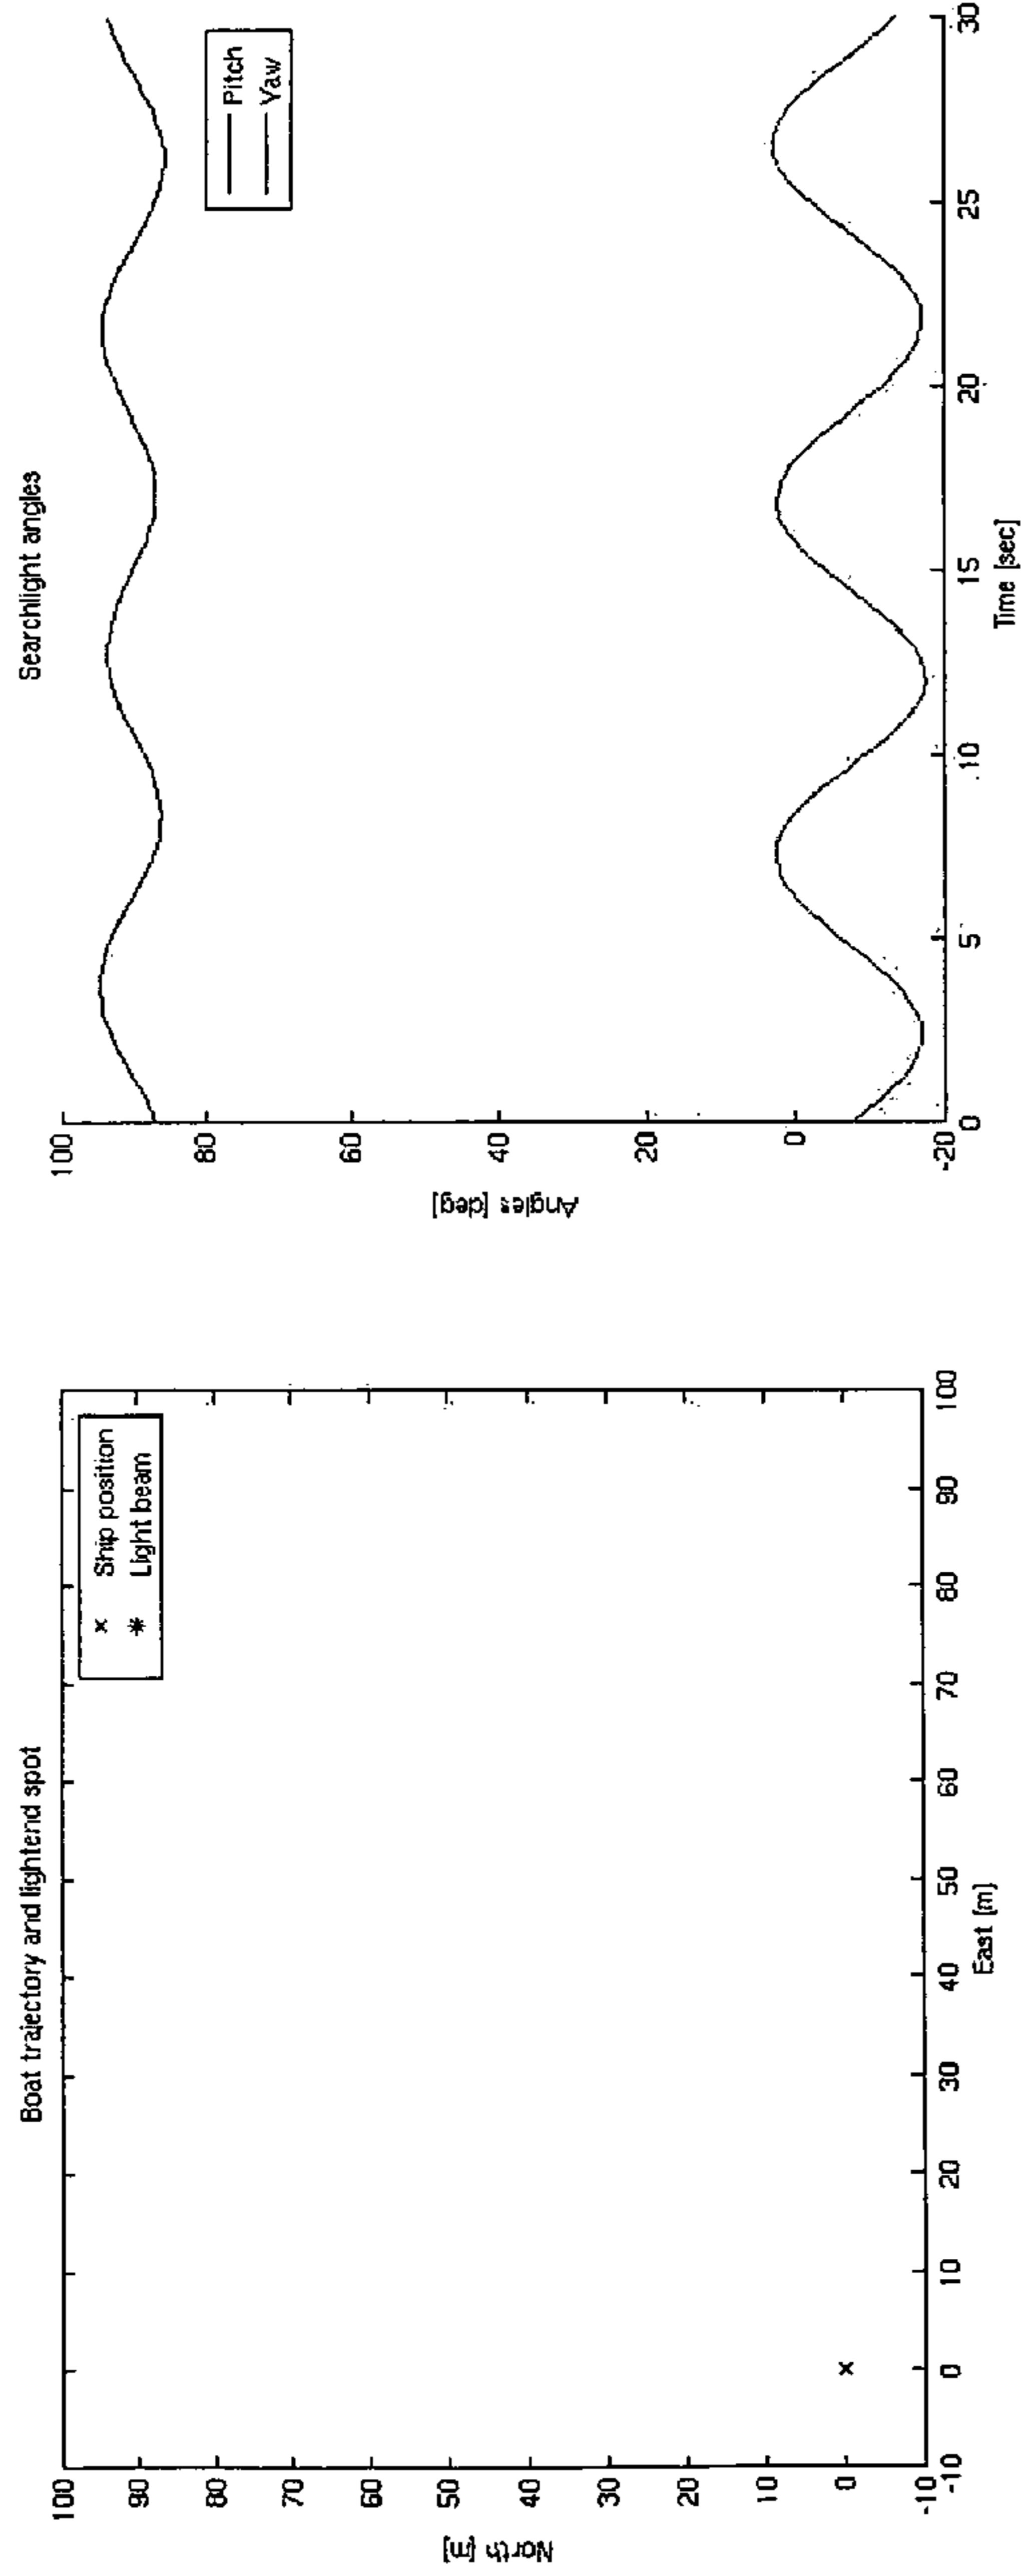 Boat trajectory and lightend spot
100
90
80
70
60
50
40
30
20
10
0
-10
North [m]
× Ship position
* Light beam
-10 0 10 20 30 40 50 60 70 80 90 100
East [m]
Searchlight angles
100
80
60
40
20
0
-20
Angles [deg]
Pitch
Yaw
0 5 10 15 20 25 30
Time [sec]